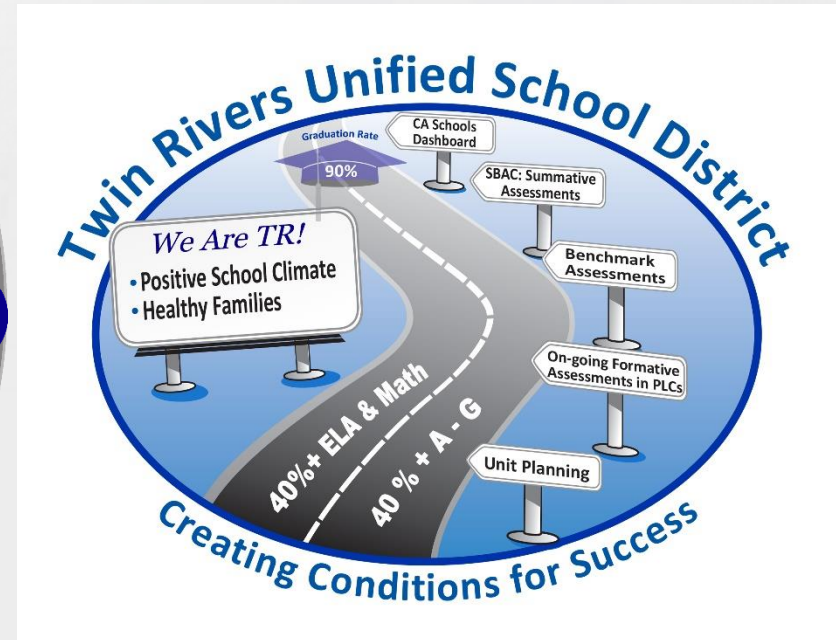 Twin Rivers Unified School District
Graduation Rate
90%
CA Schools
Dashboard
SBAC: Summative
Assessments
Benchmark
Assessments
We Are TR!
• Positive School Climate
• Healthy Families
On-going Formative
Assessments in PLCs
Unit Planning
40%+ ELA & Math
40 % + A - G
Creating Conditions for Success